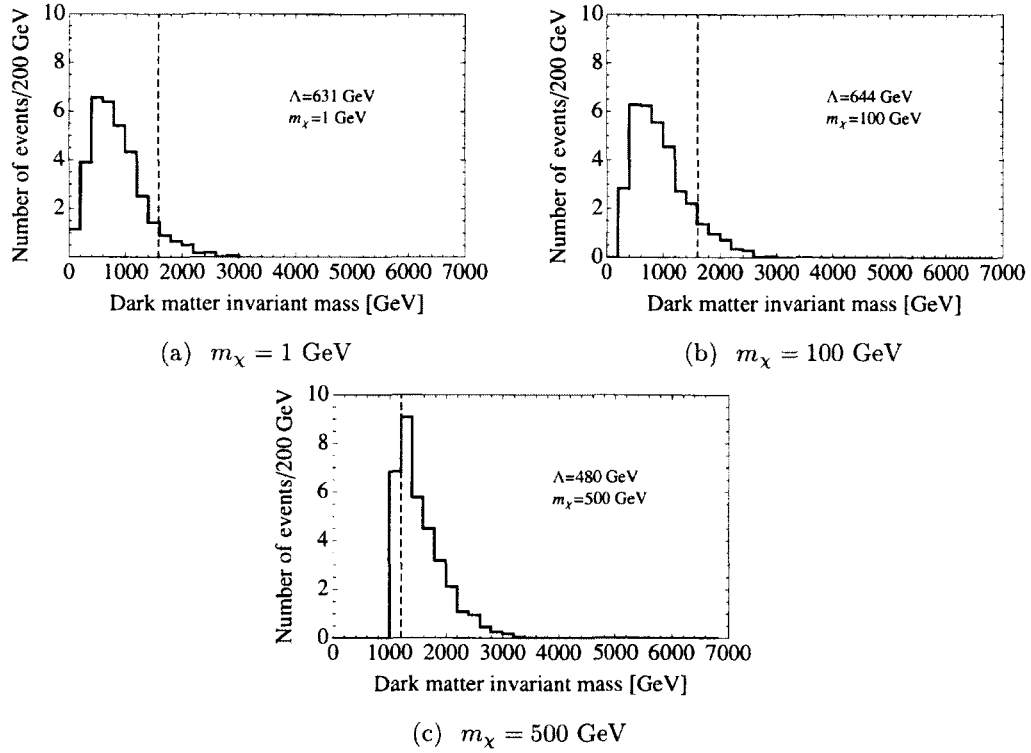 Number of events/200 GeV
10
8
6
4
2
0
1000
2000
3000
4000
5000
6000
7000
Λ=631 GeV
mχ=1 GeV
Dark matter invariant mass [GeV]
(a) mχ = 1 GeV
Number of events/200 GeV
10
8
6
4
2
0
0
1000
2000
3000
4000
5000
6000
7000
Λ=644 GeV
mχ=100 GeV
Dark matter invariant mass [GeV]
(b) mχ = 100 GeV
Number of events/200 GeV
10
8
6
4
2
0
0
1000
2000
3000
4000
5000
6000
7000
Λ=480 GeV
mχ=500 GeV
Dark matter invariant mass [GeV]
(c) mχ = 500 GeV